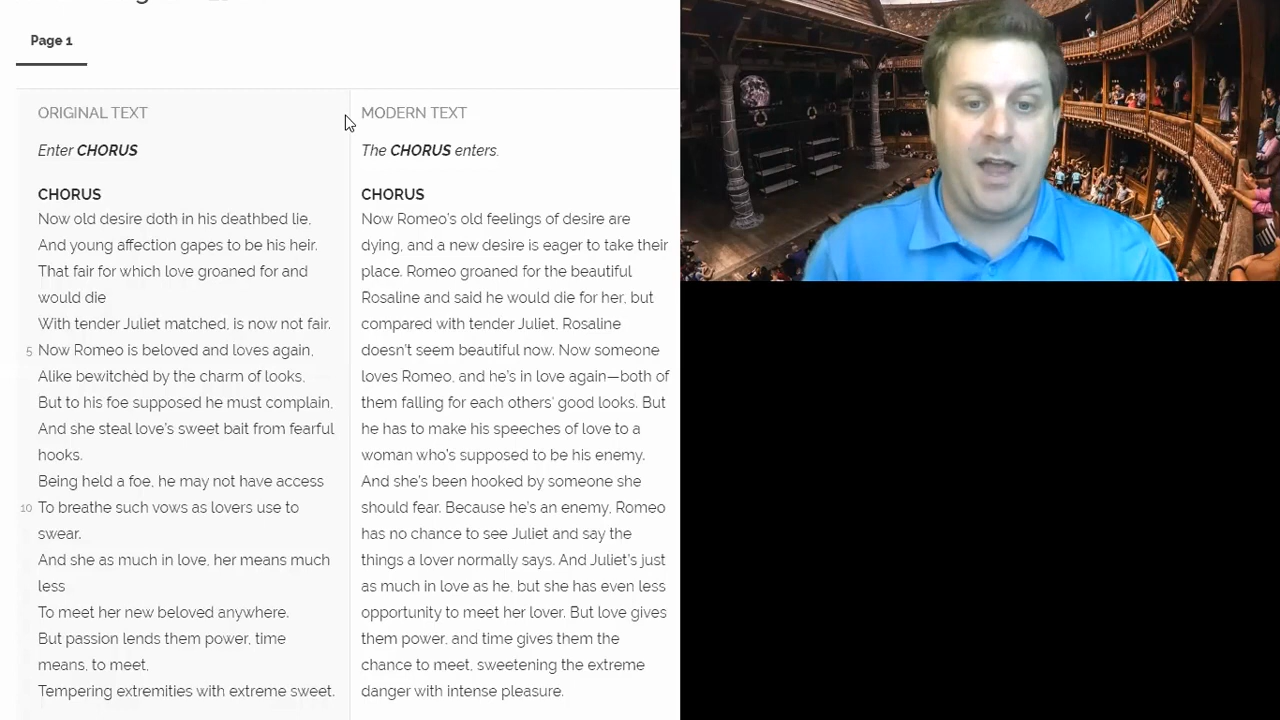 Page 1
ORIGINAL TEXT
Enter CHORUS
CHORUS
Now old desire doth in his deathbed lie,
And young affection gapes to be his heir.
That fair for which love groaned for and
would die
With tender Juliet matched, is now not fair.
5 Now Romeo is beloved and loves again,
Alike bewitchèd by the charm of looks,
But to his foe supposed he must complain,
And she steal love's sweet bait from fearful
hooks.
Being held a foe, he may not have access
10 To breathe such vows as lovers use to
swear.
And she as much in love, her means much
less
To meet her new beloved anywhere.
But passion lends them power, time
means, to meet,
Tempering extremities with extreme sweet.
MODERN TEXT
The CHORUS enters.
CHORUS
Now Romeo's old feelings of desire are
dying, and a new desire is eager to take their
place. Romeo groaned for the beautiful
Rosaline and said he would die for her, but
compared with tender Juliet, Rosaline
doesn't seem beautiful now. Now someone
loves Romeo, and he's in love again—both of
them falling for each others' good looks. But
he has to make his speeches of love to a
woman who's supposed to be his enemy.
And she's been hooked by someone she
should fear. Because he's an enemy, Romeo
has no chance to see Juliet and say the
things a lover normally says. And Juliet's just
as much in love as he, but she has even less
opportunity to meet her lover. But love gives
them power, and time gives them the
chance to meet, sweetening the extreme
danger with intense pleasure.